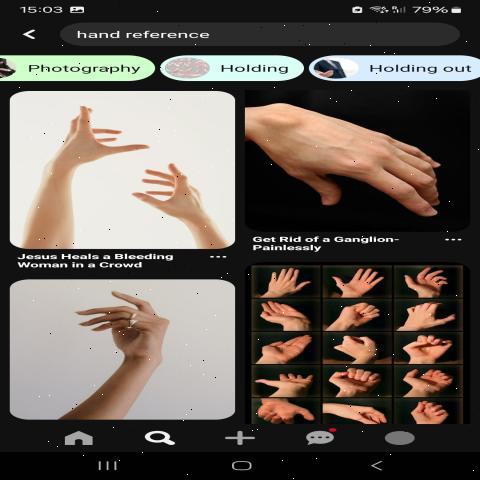 15:03
79%
hand reference
Photography
Holding
Holding out
Jesus Heals a Bleeding
Woman in a Crowd
Get Rid of a Ganglion-
Painlessly